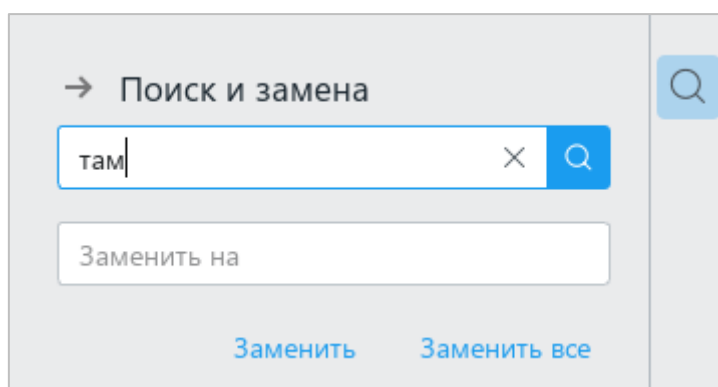 Поиск и замена
там
Заменить на
Заменить Заменить все